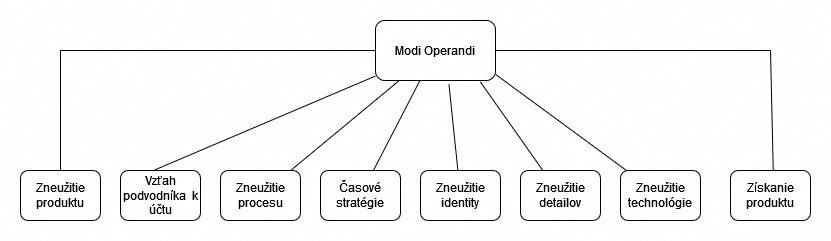 Modi Operandi
Zneužitie
produktu
Vzťah
podvodníka k
účtu
Zneužitie
procesu
Časové
stratégie
Zneužitie
identity
Zneužitie
detailov
Zneužitie
technológie
Získanie
produktu